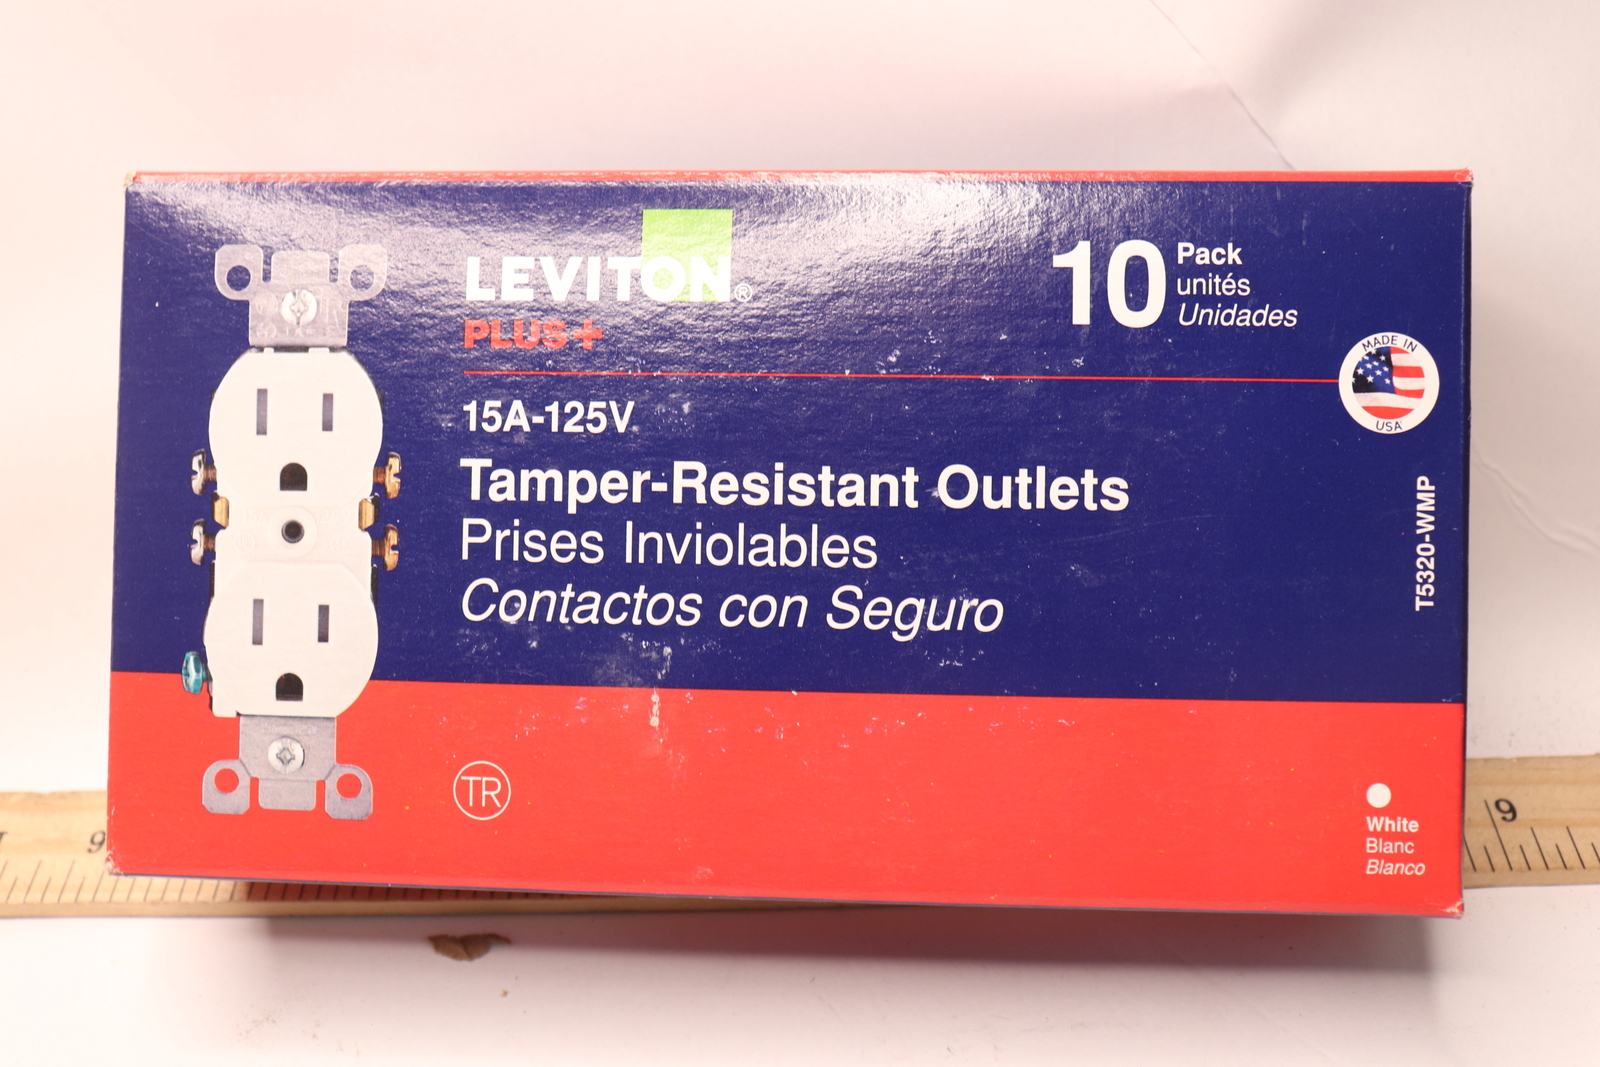 LEVITON®
PLUS+
10 Pack
unités
Unidades
MADE IN
USA
15A-125V
Tamper-Resistant Outlets
Prises Inviolables
Contactos con Seguro
T5320-WMP
TR
White
Blanc
Blanco
9
9